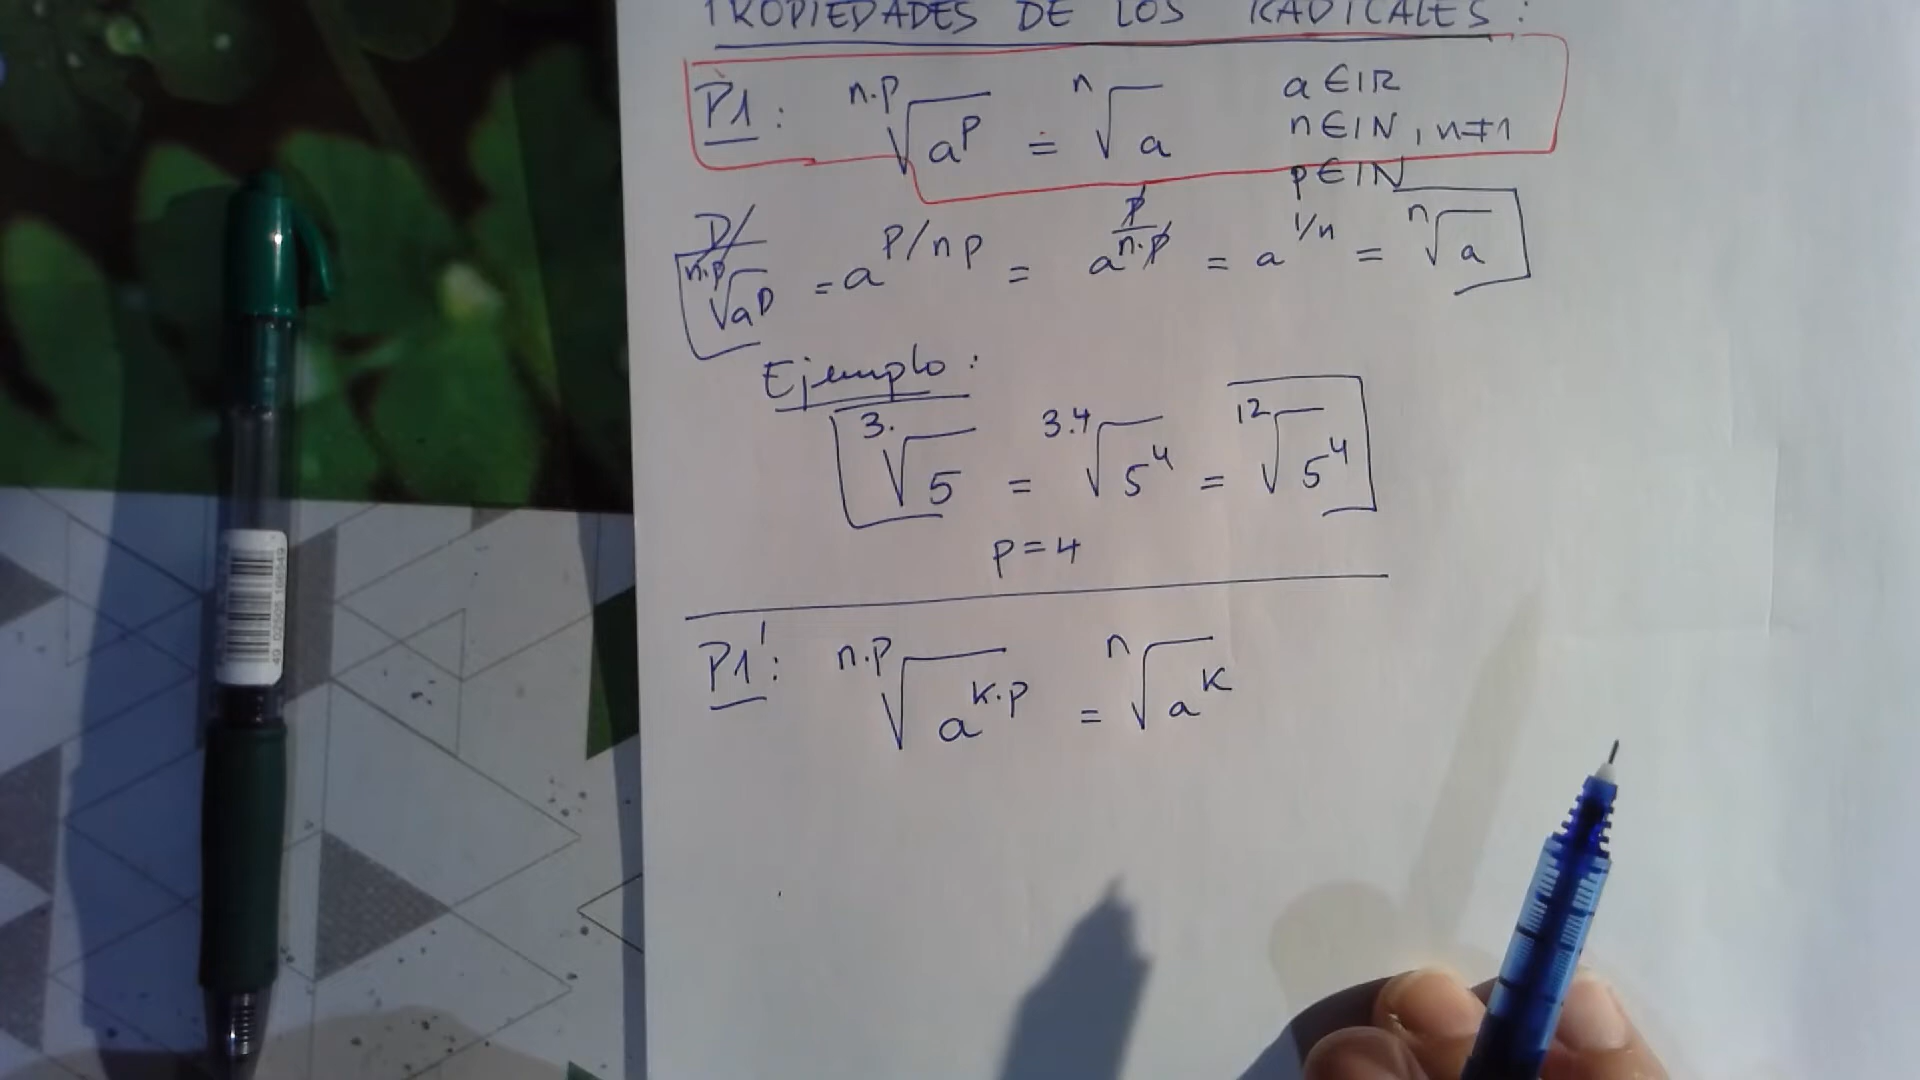 PROPIEDADES DE LOS RADICALES:
P1: n·p√a^p = n√a a∈IR
n∈IN, n≠1
p∈IN
D/
n·p√a^p = a^p/np = a^p/n·p = a^1/n = n√a
Ejemplo:
3·√5 = 3·4√5^4 = 12√5^4
p=4
P1': n·p√a^k·p = n√a^k